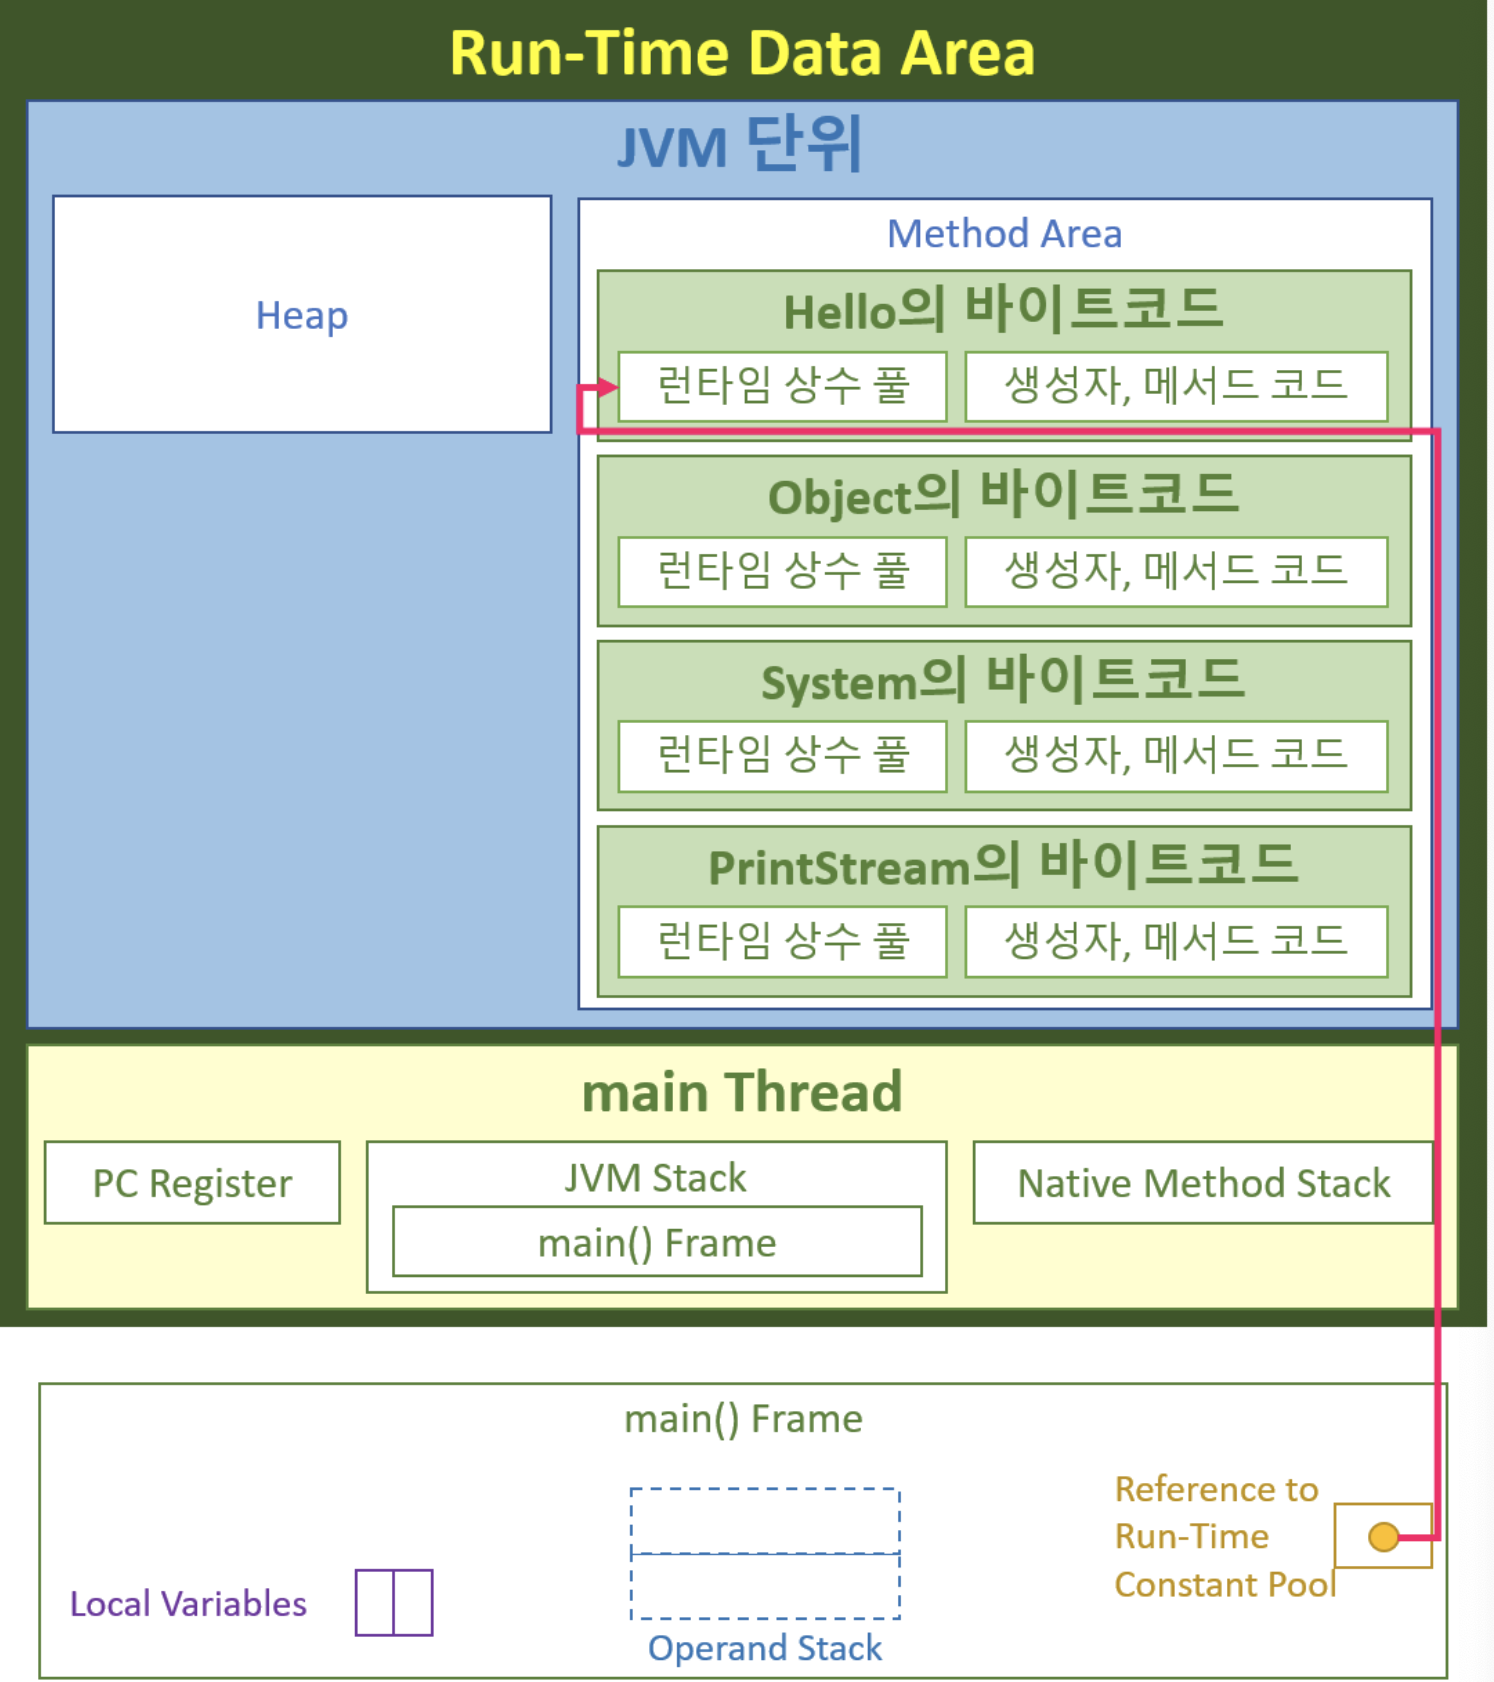 Run-Time Data Area
JVM 단위
Heap
Method Area
Hello의 바이트코드
런타임 상수 풀
생성자, 메서드 코드
Object의 바이트코드
런타임 상수 풀
생성자, 메서드 코드
System의 바이트코드
런타임 상수 풀
생성자, 메서드 코드
PrintStream의 바이트코드
런타임 상수 풀
생성자, 메서드 코드
main Thread
PC Register
JVM Stack
main() Frame
Native Method Stack
main() Frame
Local Variables
Operand Stack
Reference to
Run-Time
Constant Pool